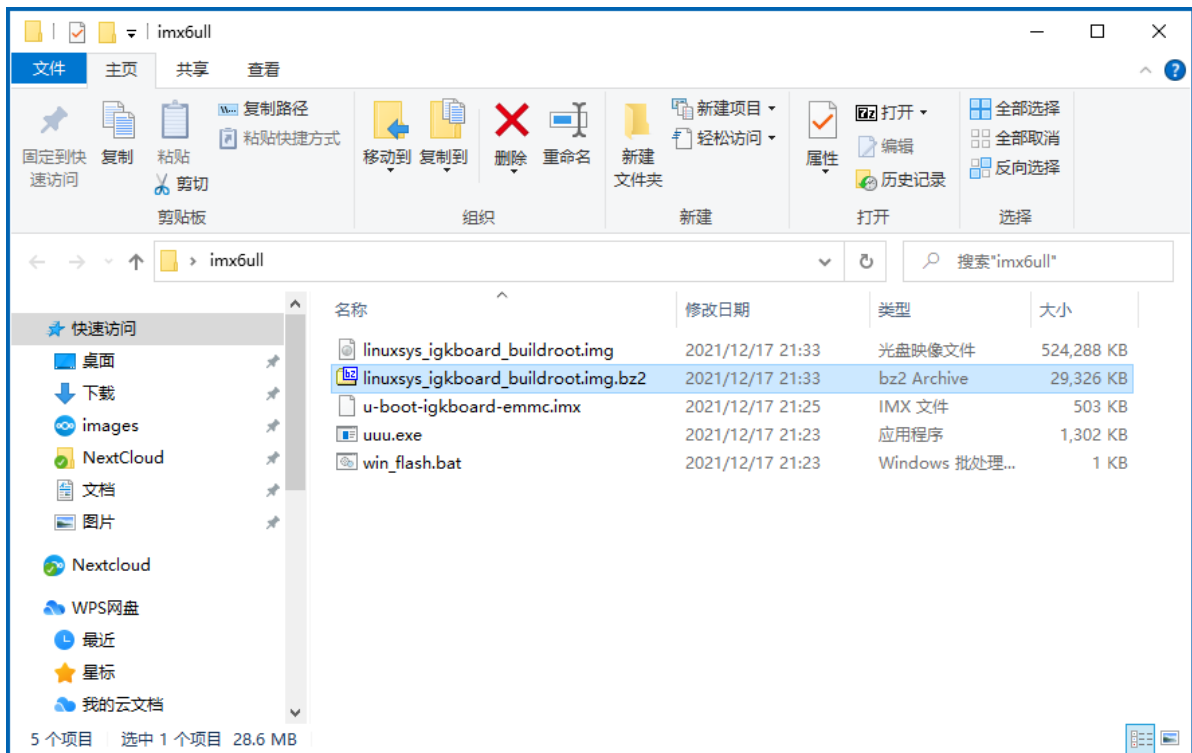 imx6ull
文件 主页 共享 查看
固定到快速访问
复制
粘贴
复制路径
粘贴快捷方式
剪切
剪贴板
移动到 复制到 删除 重命名
组织
新建文件夹
新建项目
轻松访问
新建
属性
打开
编辑
历史记录
打开
全部选择
全部取消
反向选择
选择
imx6ull
搜索"imx6ull"
快速访问
桌面
下载
images
NextCloud
文档
图片
Nextcloud
WPS网盘
最近
星标
我的云文档
名称 修改日期 类型 大小
linuxsys_igkboard_buildroot.img 2021/12/17 21:33 光盘映像文件 524,288 KB
linuxsys_igkboard_buildroot.img.bz2 2021/12/17 21:33 bz2 Archive 29,326 KB
u-boot-igkboard-emmc.imx 2021/12/17 21:25 IMX 文件 503 KB
uuu.exe 2021/12/17 21:23 应用程序 1,302 KB
win_flash.bat 2021/12/17 21:23 Windows 批处理... 1 KB
5 个项目 选中 1 个项目 28.6 MB